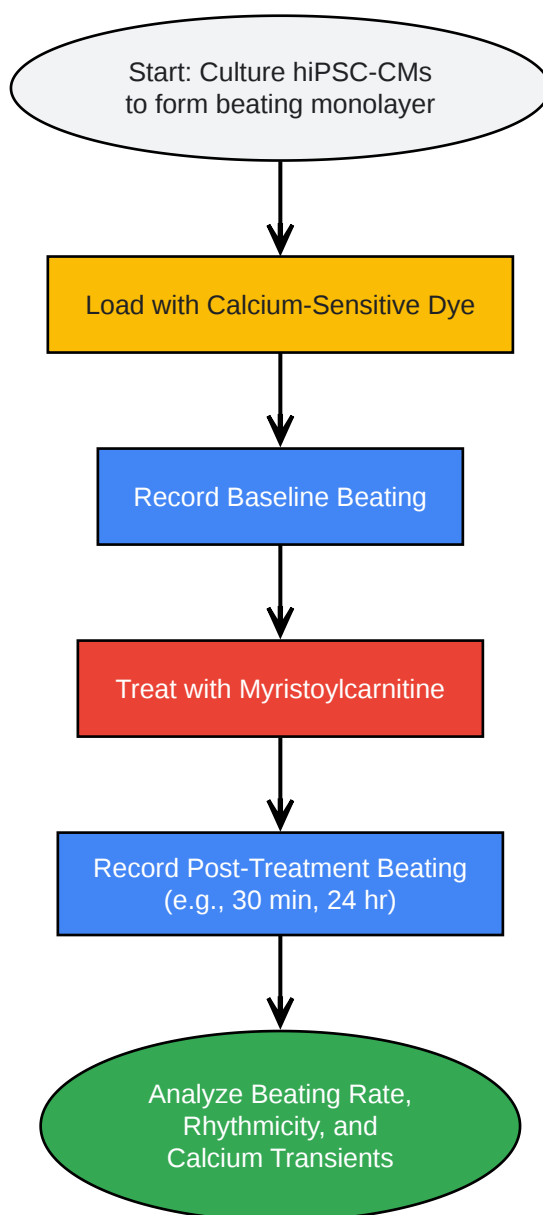 Start: Culture hiPSC-CMs
to form beating monolayer
Load with Calcium-Sensitive Dye
Record Baseline Beating
Treat with Myristoylcarnitine
Record Post-Treatment Beating
(e.g., 30 min, 24 hr)
Analyze Beating Rate,
Rhythmicity, and
Calcium Transients